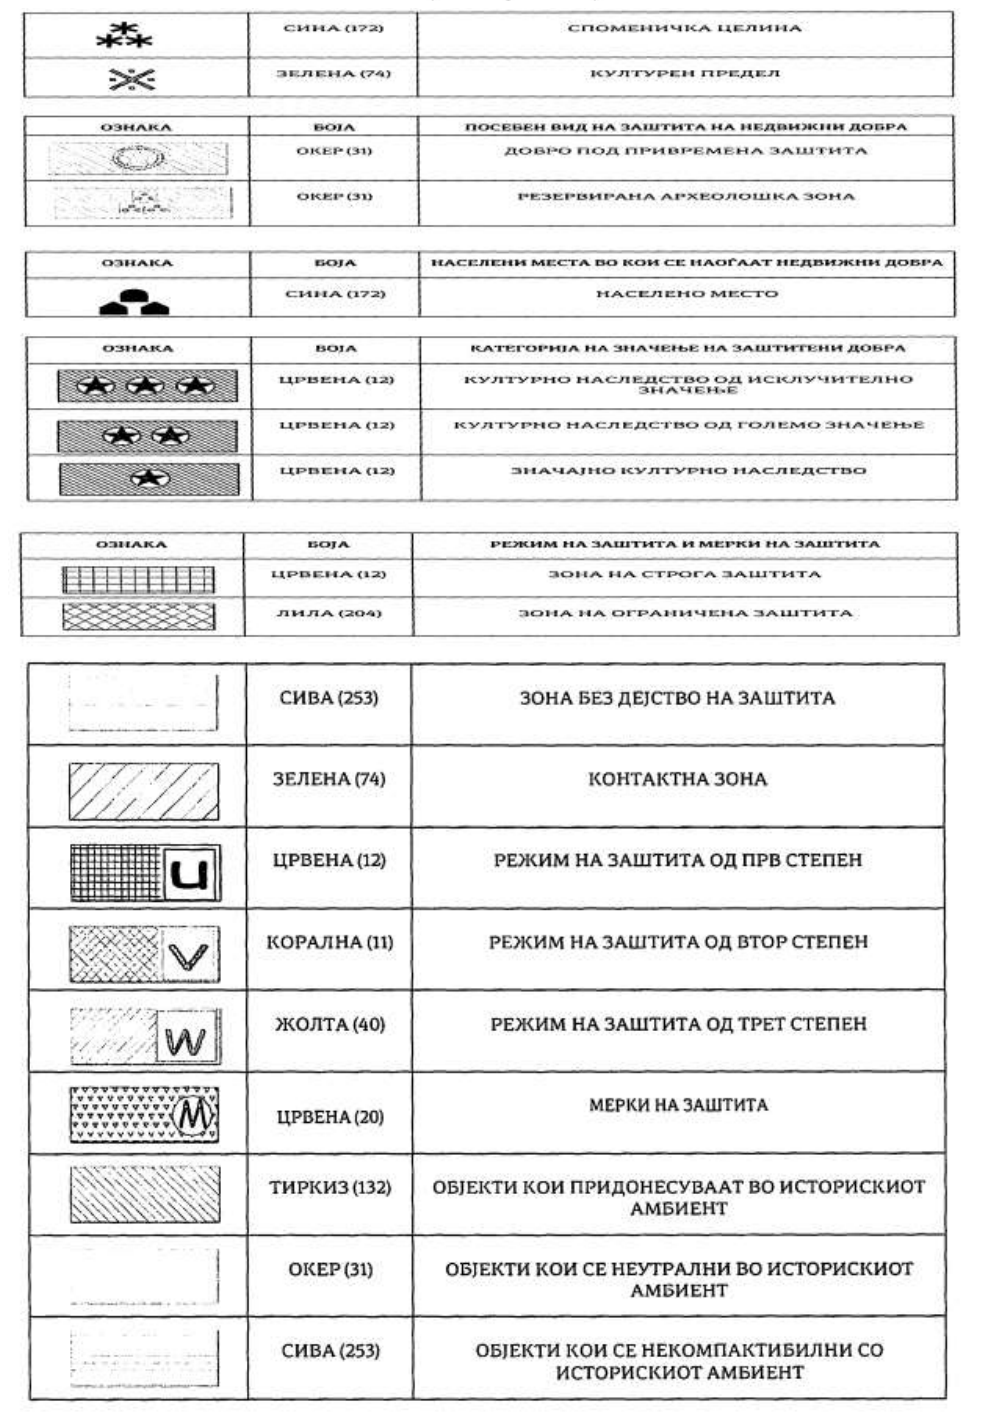 СИНА (172) СПОМЕНИЧКА ЦЕЛИНА
ЗЕЛЕНА (74) КУЛТУРЕН ПРЕДЕЛ
ОЗНАКА БОЈА ПОСЕБЕН ВИД НА ЗАШТИТА НА НЕДВИЖНИ ДОБРА
ОКЕР (31) ДОБРО ПОД ПРИВРЕМЕНА ЗАШТИТА
ОКЕР (31) РЕЗЕРВИРАНА АРХЕОЛОШКА ЗОНА
ОЗНАКА БОЈА НАСЕЛЕНИ МЕСТА ВО КОИ СЕ НАОЃААТ НЕДВИЖНИ ДОБРА
СИНА (172) НАСЕЛЕНО МЕСТО
ОЗНАКА БОЈА КАТЕГОРИЈА НА ЗНАЧЕЊЕ НА ЗАШТИТЕНИ ДОБРА
ЦРВЕНА (12) КУЛТУРНО НАСЛЕДСТВО ОД ИСКЛУЧИТЕЛНО
ЗНАЧЕЊЕ
ЦРВЕНА (12) КУЛТУРНО НАСЛЕДСТВО ОД ГОЛЕМО ЗНАЧЕЊЕ
ЦРВЕНА (12) ЗНАЧАЈНО КУЛТУРНО НАСЛЕДСТВО
ОЗНАКА БОЈА РЕЖИМ НА ЗАШТИТА И МЕРКИ НА ЗАШТИТА
ЦРВЕНА (12) ЗОНА НА СТРОГА ЗАШТИТА
ЛИЛА (204) ЗОНА НА ОГРАНИЧЕНА ЗАШТИТА
СИВА (253) ЗОНА БЕЗ ДЕЈСТВО НА ЗАШТИТА
ЗЕЛЕНА (74) КОНТАКТНА ЗОНА
U ЦРВЕНА (12) РЕЖИМ НА ЗАШТИТА ОД ПРВ СТЕПЕН
V КОРАЛНА (11) РЕЖИМ НА ЗАШТИТА ОД ВТОР СТЕПЕН
W ЖОЛТА (40) РЕЖИМ НА ЗАШТИТА ОД ТРЕТ СТЕПЕН
M ЦРВЕНА (20) МЕРКИ НА ЗАШТИТА
ТИРКИЗ (132) ОБЈЕКТИ КОИ ПРИДОНЕСУВААТ ВО ИСТОРИСКИОТ
АМБИЕНТ
ОКЕР (31) ОБЈЕКТИ КОИ СЕ НЕУТРАЛНИ ВО ИСТОРИСКИОТ
АМБИЕНТ
СИВА (253) ОБЈЕКТИ КОИ СЕ НЕКОМПАКТИБИЛНИ СО
ИСТОРИСКИОТ АМБИЕНТ